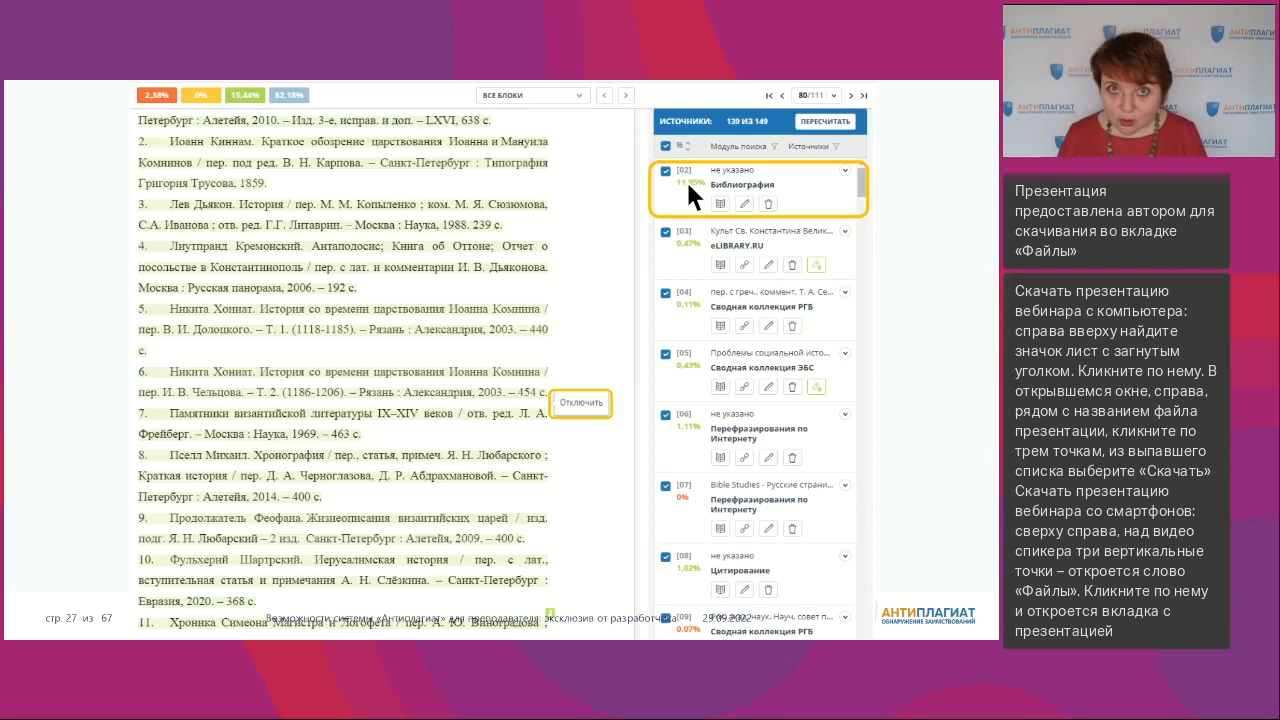 2,38%
0%
15,44%
82,18%
ВСЕ БЛОКИ
80/111
Петербург : Алетейя, 2010. – Изд. 3-е, исправ. и доп. – LXVI, 638 с.
2. Иоанн Киннам. Краткое обозрение царствования Иоанна и Мануила
Комнинов / пер. под ред. В. Н. Карпова. – Санкт-Петербург : Типография
Григория Трусова, 1859.
3. Лев Дьякон. История / пер. М. М. Копыленко ; ком. М. Я. Сюзюмова,
С.А. Иванова ; отв. ред. Г.Г. Литаврин. – Москва : Наука, 1988. 239 с.
4. Лиутпранд Кремонский. Антаподосис; Книга об Оттоне; Отчет о
посольстве в Константинополь / пер. с лат. и комментарии И. В. Дьяконова.
Москва : Русская панорама, 2006. – 192 с.
5. Никита Хониат. История со времени царствования Иоанна Комнина /
пер. В. И. Долоцкого. – Т. 1. (1118-1185). – Рязань : Александрия, 2003. – 440
с.
6. Никита Хониат. История со времени царствования Иоанна Комнина /
пер. И. В. Чельцова. – Т. 2. (1186-1206). – Рязань : Александрия, 2003. – 454 с.
7. Памятники византийской литературы IX–XIV веков / отв. ред. Л. А.
Фрейберг. – Москва : Наука, 1969. – 463 с.
8. Пселл Михаил. Хронография / пер., статья, примеч. Я. Н. Любарского ;
Краткая история / пер. Д. А. Черноглазова, Д. Р. Абдрахмановой. – Санкт-
Петербург : Алетейя, 2014. – 400 с.
9. Продолжатель Феофана. Жизнеописания византийских царей / изд.
подг. Я. Н. Любарский – 2 изд. Санкт-Петербург : Алетейя, 2009. – 400 с.
10. Фульхерий Шартрский. Иерусалимская история / пер. с лат.,
вступительная статья и примечания А. Н. Слёзкина. – Санкт-Петербург :
Евразия, 2020. – 368 с.
11. Хроника Симеона Магистра и Логофета / пер. А. Ю. Виноградова ;
2
Отключить
ИСТОЧНИКИ: 139 ИЗ 149
ПЕРЕСЧИТАТЬ
% Модуль поиска Источники
[02] не указано
Библиография
[03] Культ Св. Константина Велик...
0,47% eLIBRARY.RU
[04] пер. с греч., коммент. Т. А. Се...
0,11% Сводная коллекция РГБ
[05] Проблемы социальной исто...
0,43% Сводная коллекция ЭБС
[06] не указано
1,11% Перефразирования по
Интернету
[07] Bible Studies - Русские страни...
0% Перефразирования по
Интернету
[08] не указано
1,02% Цитирование
[09] наук. Науч. совет п...
0,07% Сводная коллекция РГБ
стр. 27 из 67
Возможности системы «Антиплагиат» для преподавателя: эксклюзив от разработчика
29.09.2022
АНТИПЛАГИАТ
ОБНАРУЖЕНИЕ ЗАИМСТВОВАНИЙ
Презентация
предоставлена автором для
скачивания во вкладке
«Файлы»
Скачать презентацию
вебинара с компьютера:
справа вверху найдите
значок лист с загнутым
уголком. Кликните по нему. В
открывшемся окне, справа,
рядом с названием файла
презентации, кликните по
трем точкам, из выпавшего
списка выберите «Скачать»
Скачать презентацию
вебинара со смартфонов:
сверху справа, над видео
спикера три вертикальные
точки – откроется слово
«Файлы». Кликните по нему
и откроется вкладка с
презентацией